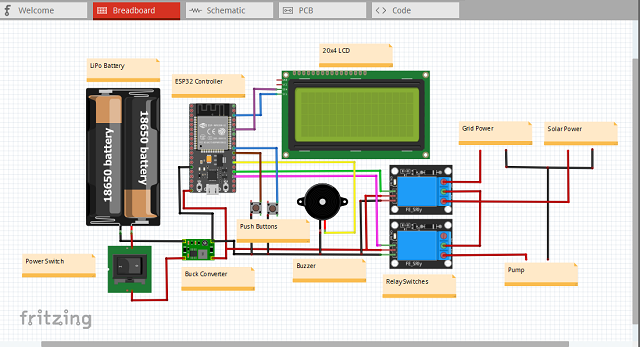 Welcome
Breadboard
Schematic
PCB
Code
20x4 LCD
LiPo Battery
ESP32 Controller
18650 battery
18650 battery
Grid Power
Solar Power
Push Buttons
Power Switch
Buck Converter
Buzzer
Relay Switches
Pump
fritzing